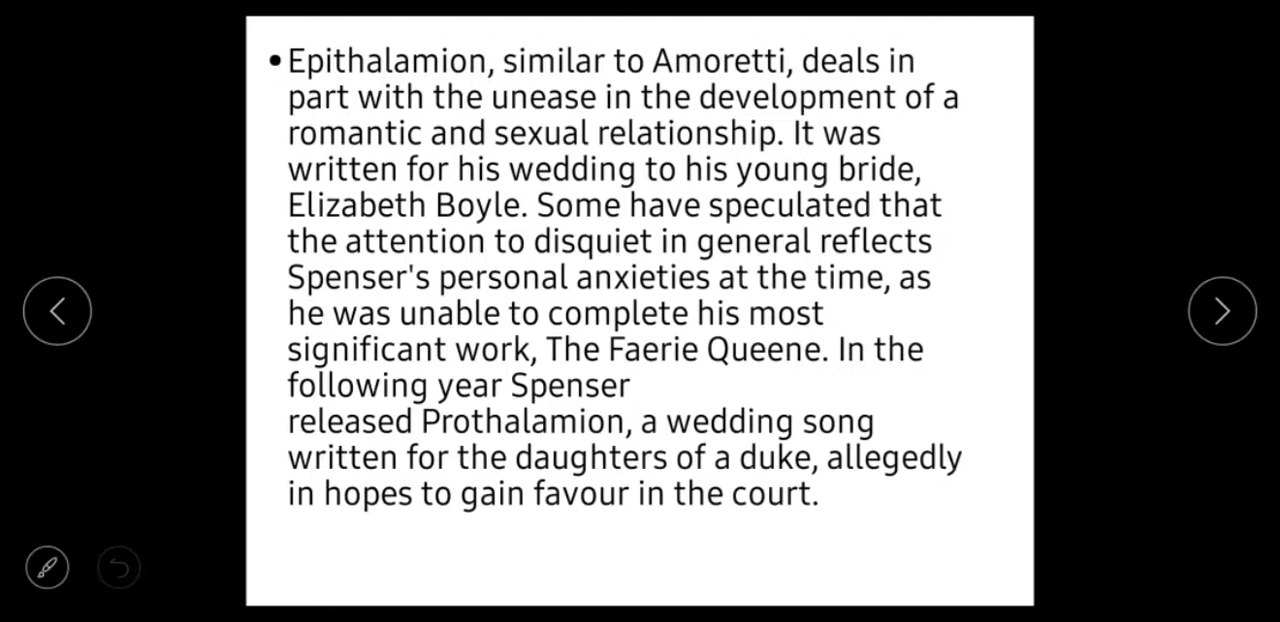 •Epithalamion, similar to Amoretti, deals in
part with the unease in the development of a
romantic and sexual relationship. It was
written for his wedding to his young bride,
Elizabeth Boyle. Some have speculated that
the attention to disquiet in general reflects
Spenser's personal anxieties at the time, as
he was unable to complete his most
significant work, The Faerie Queene. In the
following year Spenser
released Prothalamion, a wedding song
written for the daughters of a duke, allegedly
in hopes to gain favour in the court.